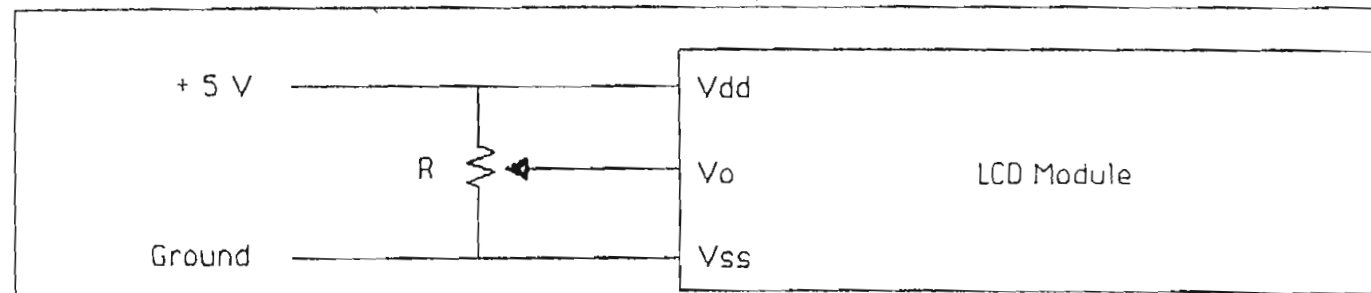 + 5 V
Vdd
R
Vo
LCD Module
Ground
Vss